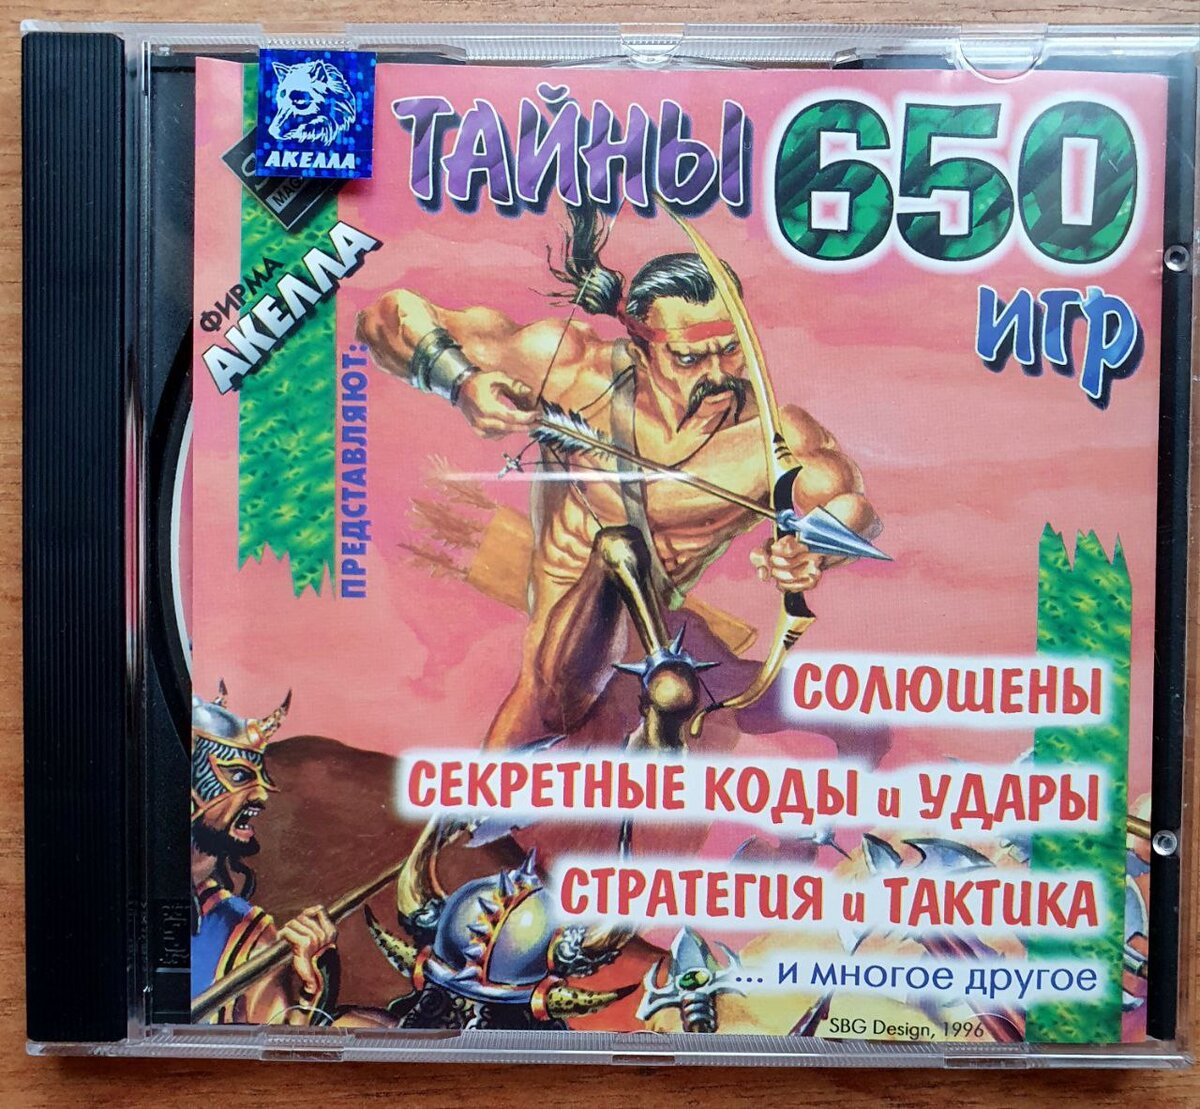 АКЕЛЛА
ТАЙНЫ 650
ИГР
ФИРМА
АКЕЛЛА
ПРЕДСТАВЛЯЮТ:
СОЛЮШЕНЫ
СЕКРЕТНЫЕ КОДЫ и УДАРЫ
СТРАТЕГИЯ и ТАКТИКА
... и многое другое
SBG Design, 1996